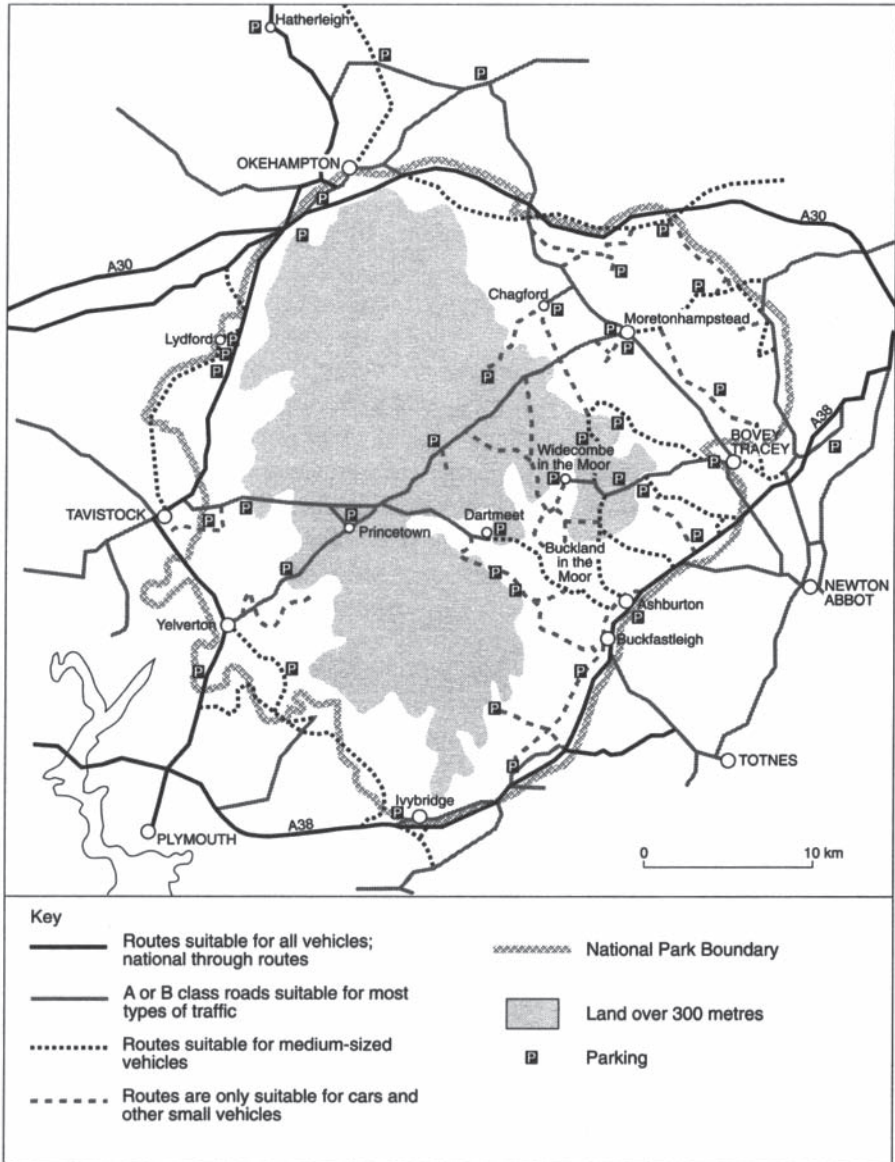 Hatherleigh
OKEHAMPTON
A30
A30
Chagford
Moretonhampstead
Lydford
A38
BOVEY
TRACEY
Widecombe
in the Moor
TAVISTOCK
Princetown
Dartmeet
Buckland
in the
Moor
NEWTON
ABBOT
Ashburton
Yelverton
Buckfastleigh
TOTNES
Ivybridge
A38
PLYMOUTH
0 10 km
Key
Routes suitable for all vehicles;
national through routes
A or B class roads suitable for most
types of traffic
Routes suitable for medium-sized
vehicles
Routes are only suitable for cars and
other small vehicles
National Park Boundary
Land over 300 metres
P Parking